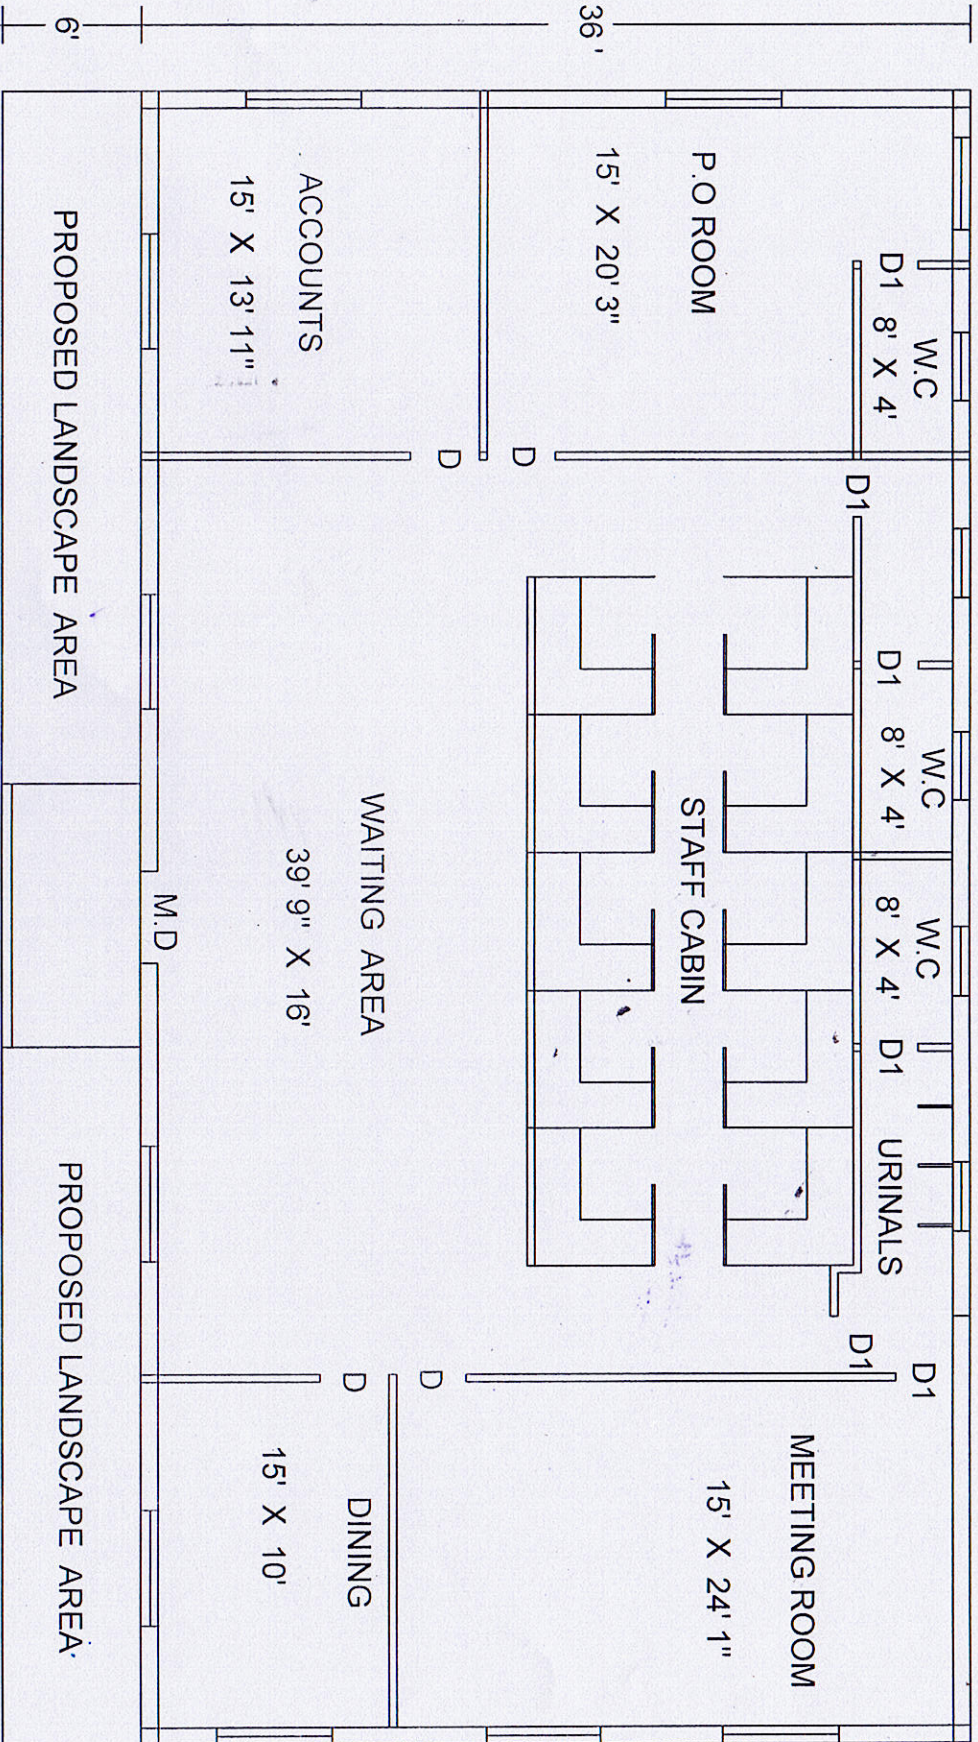 D1
W.C
8' X 4'
D1
W.C
8' X 4'
W.C
8' X 4'
D1
URINALS
D1
D1
D1
P.O ROOM
15' X 20' 3"
STAFF CABIN
MEETING ROOM
15' X 24' 1"
36'
D
D
D
D
ACCOUNTS
15' X 13' 11"
WAITING AREA
39' 9" X 16'
DINING
15' X 10'
M.D
6'
PROPOSED LANDSCAPE AREA
PROPOSED LANDSCAPE AREA